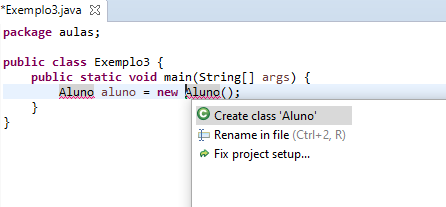 *Exemplo3.java
package aulas;
public class Exemplo3 {
public static void main(String[] args) {
Aluno aluno = new Aluno();
}
}
Create class 'Aluno'
Rename in file (Ctrl+2, R)
Fix project setup...